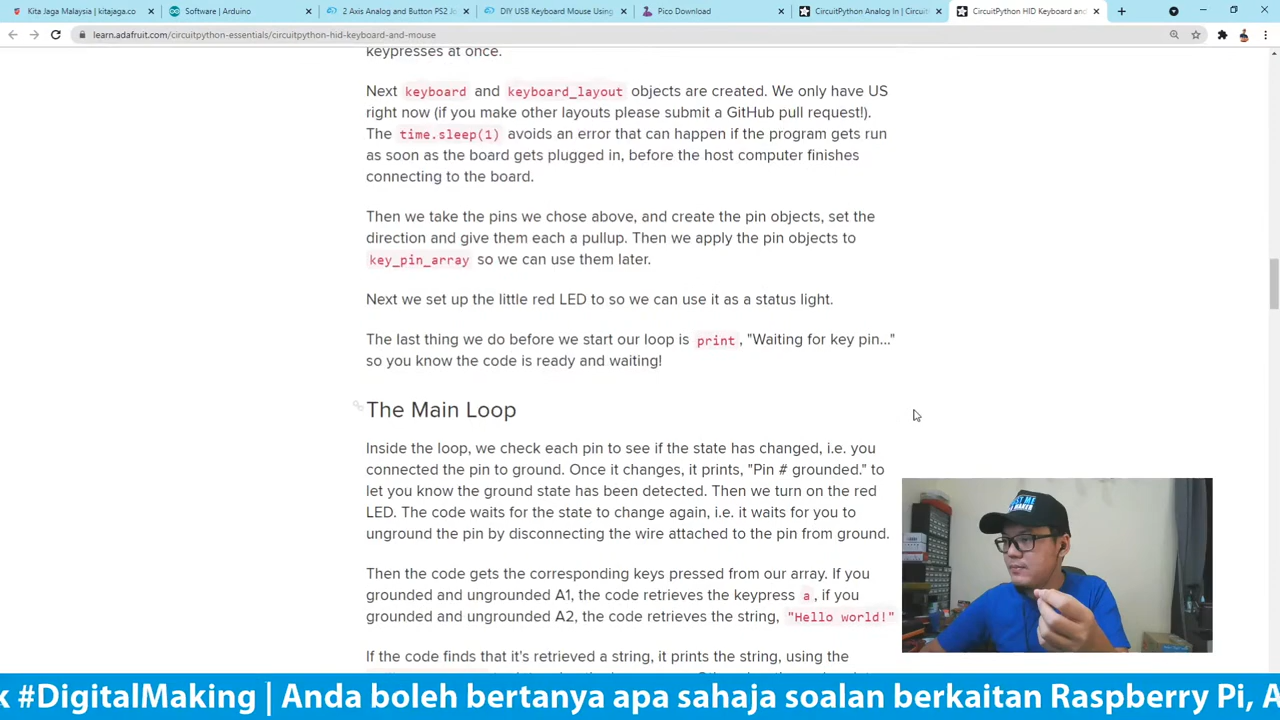 Kita Jaga Malaysia | kitajaga.co
Software | Arduino
2 Axis Analog and Button PS2 Jo
DIY USB Keyboard Mouse Using
Pico Download
CircuitPython Analog In | Circuit
CircuitPython HID Keyboard and
learn.adafruit.com/circuitpython-essentials/circuitpython-hid-keyboard-and-mouse
keypresses at once.
Next keyboard and keyboard_layout objects are created. We only have US
right now (if you make other layouts please submit a GitHub pull request!).
The time.sleep(1) avoids an error that can happen if the program gets run
as soon as the board gets plugged in, before the host computer finishes
connecting to the board.
Then we take the pins we chose above, and create the pin objects, set the
direction and give them each a pullup. Then we apply the pin objects to
key_pin_array so we can use them later.
Next we set up the little red LED to so we can use it as a status light.
The last thing we do before we start our loop is print, "Waiting for key pin..."
so you know the code is ready and waiting!
The Main Loop
Inside the loop, we check each pin to see if the state has changed, i.e. you
connected the pin to ground. Once it changes, it prints, "Pin # grounded." to
let you know the ground state has been detected. Then we turn on the red
LED. The code waits for the state to change again, i.e. it waits for you to
unground the pin by disconnecting the wire attached to the pin from ground.
Then the code gets the corresponding keys pressed from our array. If you
grounded and ungrounded A1, the code retrieves the keypress a, if you
grounded and ungrounded A2, the code retrieves the string, "Hello world!"
If the code finds that it's retrieved a string, it prints the string, using the
k #DigitalMaking | Anda boleh bertanya apa sahaja soalan berkaitan Raspberry Pi, A